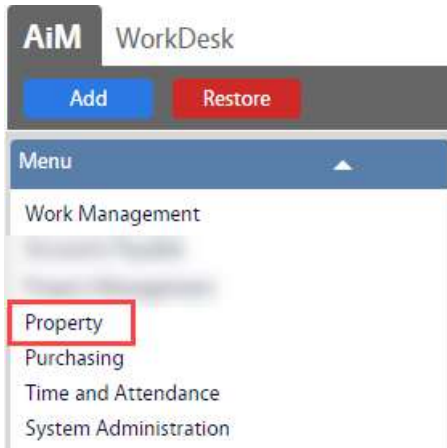 AiM WorkDesk
Add Restore
Menu
Work Management
Property
Purchasing
Time and Attendance
System Administration